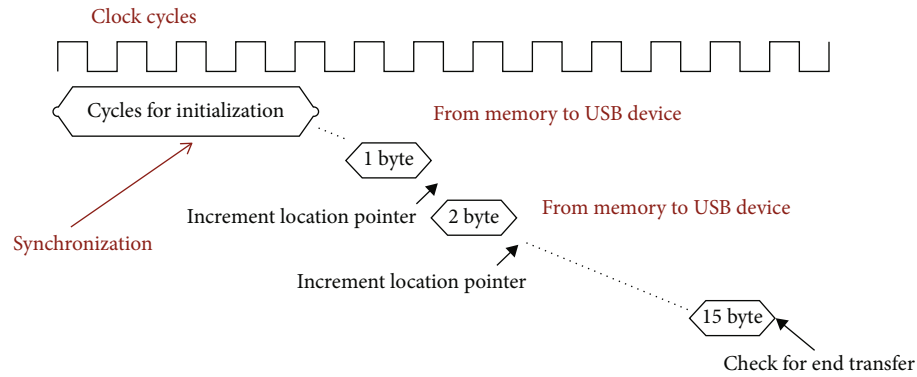 Clock cycles
Cycles for initialization
From memory to USB device
1 byte
Increment location pointer
2 byte
From memory to USB device
Synchronization
Increment location pointer
15 byte
Check for end transfer